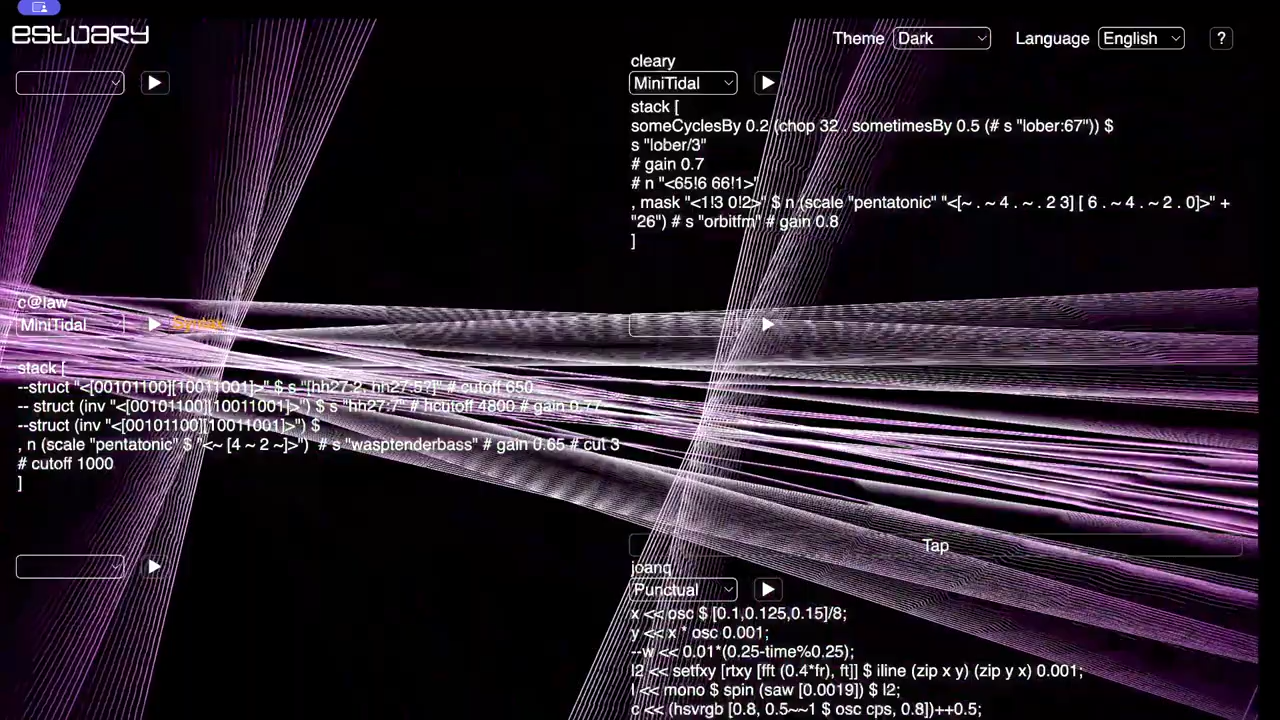 estuary
Theme Dark Language English ?
cleary
MiniTidal
stack [
someCyclesBy 0.2 (chop 32 . sometimesBy 0.5 (# s "lober:67")) $
s "lober/3"
# gain 0.7
# n "<65!6 66!1>"
, mask "<1!3 0!2>" $ n (scale "pentatonic" "<[~ . ~ 4 . ~ . 2 3] [ 6 . ~ 4 . ~ 2 . 0]>" +
"26") # s "orbitfm" # gain 0.8
]
c@law
MiniTidal Syntax
stack [
--struct "<[00101100][10011001]>" $ s "[hh27:2, hh27:5?]" # cutoff 650
-- struct (inv "<[00101100][10011001]>") $ s "hh27:7" # hcutoff 4800 # gain 0.77
--struct (inv "<[00101100][10011001]>") $
, n (scale "pentatonic" $ "<~ [4 ~ 2 ~]>") # s "wasptenderbass" # gain 0.65 # cut 3
# cutoff 1000
]
Tap
joanq
Punctual
x << osc $ [0.1,0.125,0.15]/8;
y << x * osc 0.001;
--w << 0.01*(0.25-time%0.25);
l2 << setfxy [rtxy [fft (0.4*fr), ft]] $ iline (zip x y) (zip y x) 0.001;
l << mono $ spin (saw [0.0019]) $ l2;
c << (hsvrgb [0.8, 0.5~~1 $ osc cps, 0.8])++0.5;